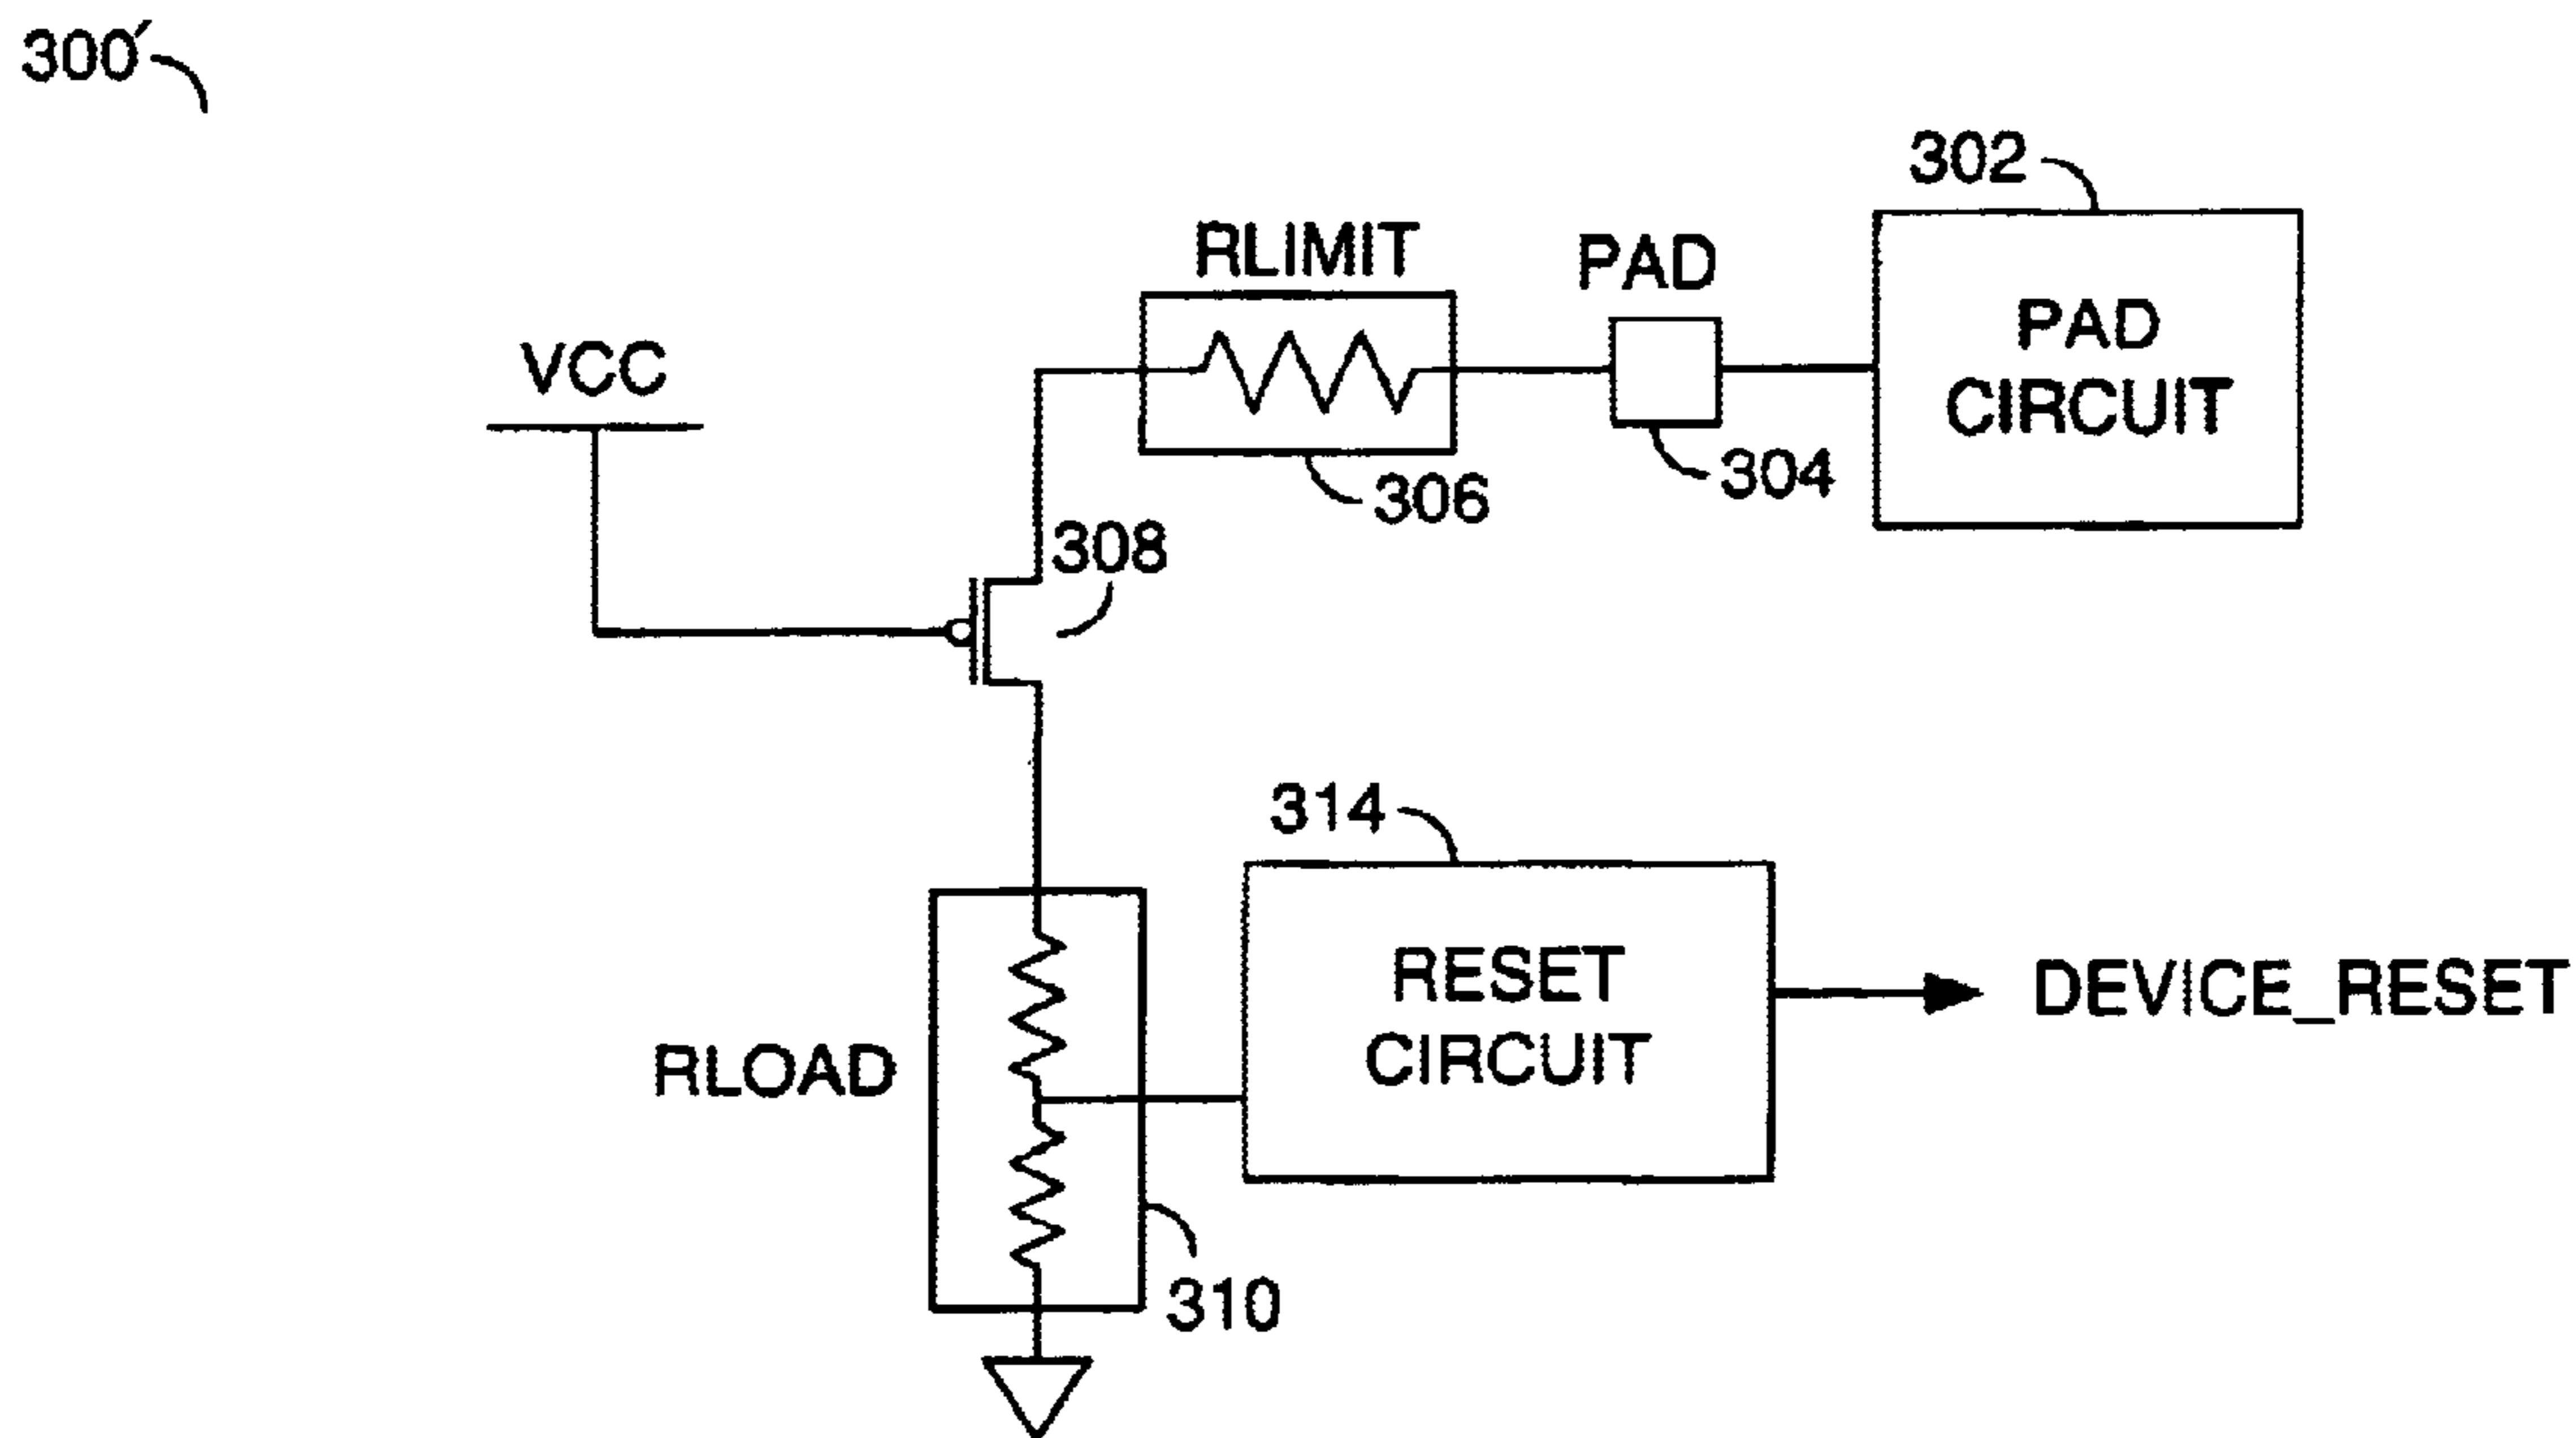 300′
302
RLIMIT
PAD
PAD
CIRCUIT
VCC
304
306
308
314
RESET
CIRCUIT
DEVICE_RESET
RLOAD
310